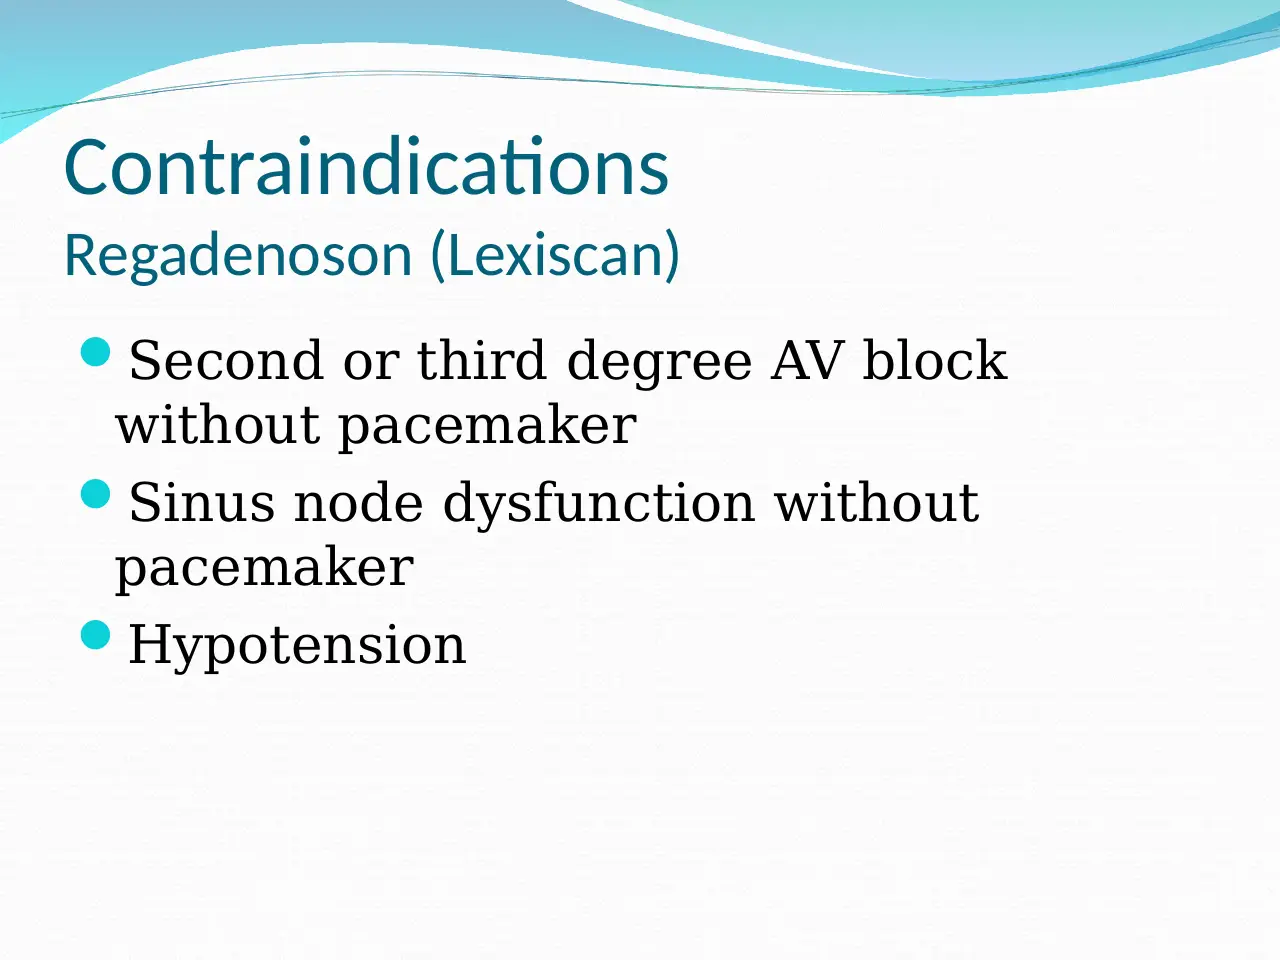 Contraindications
Regadenoson (Lexiscan)
Second or third degree AV block
without pacemaker
Sinus node dysfunction without
pacemaker
Hypotension